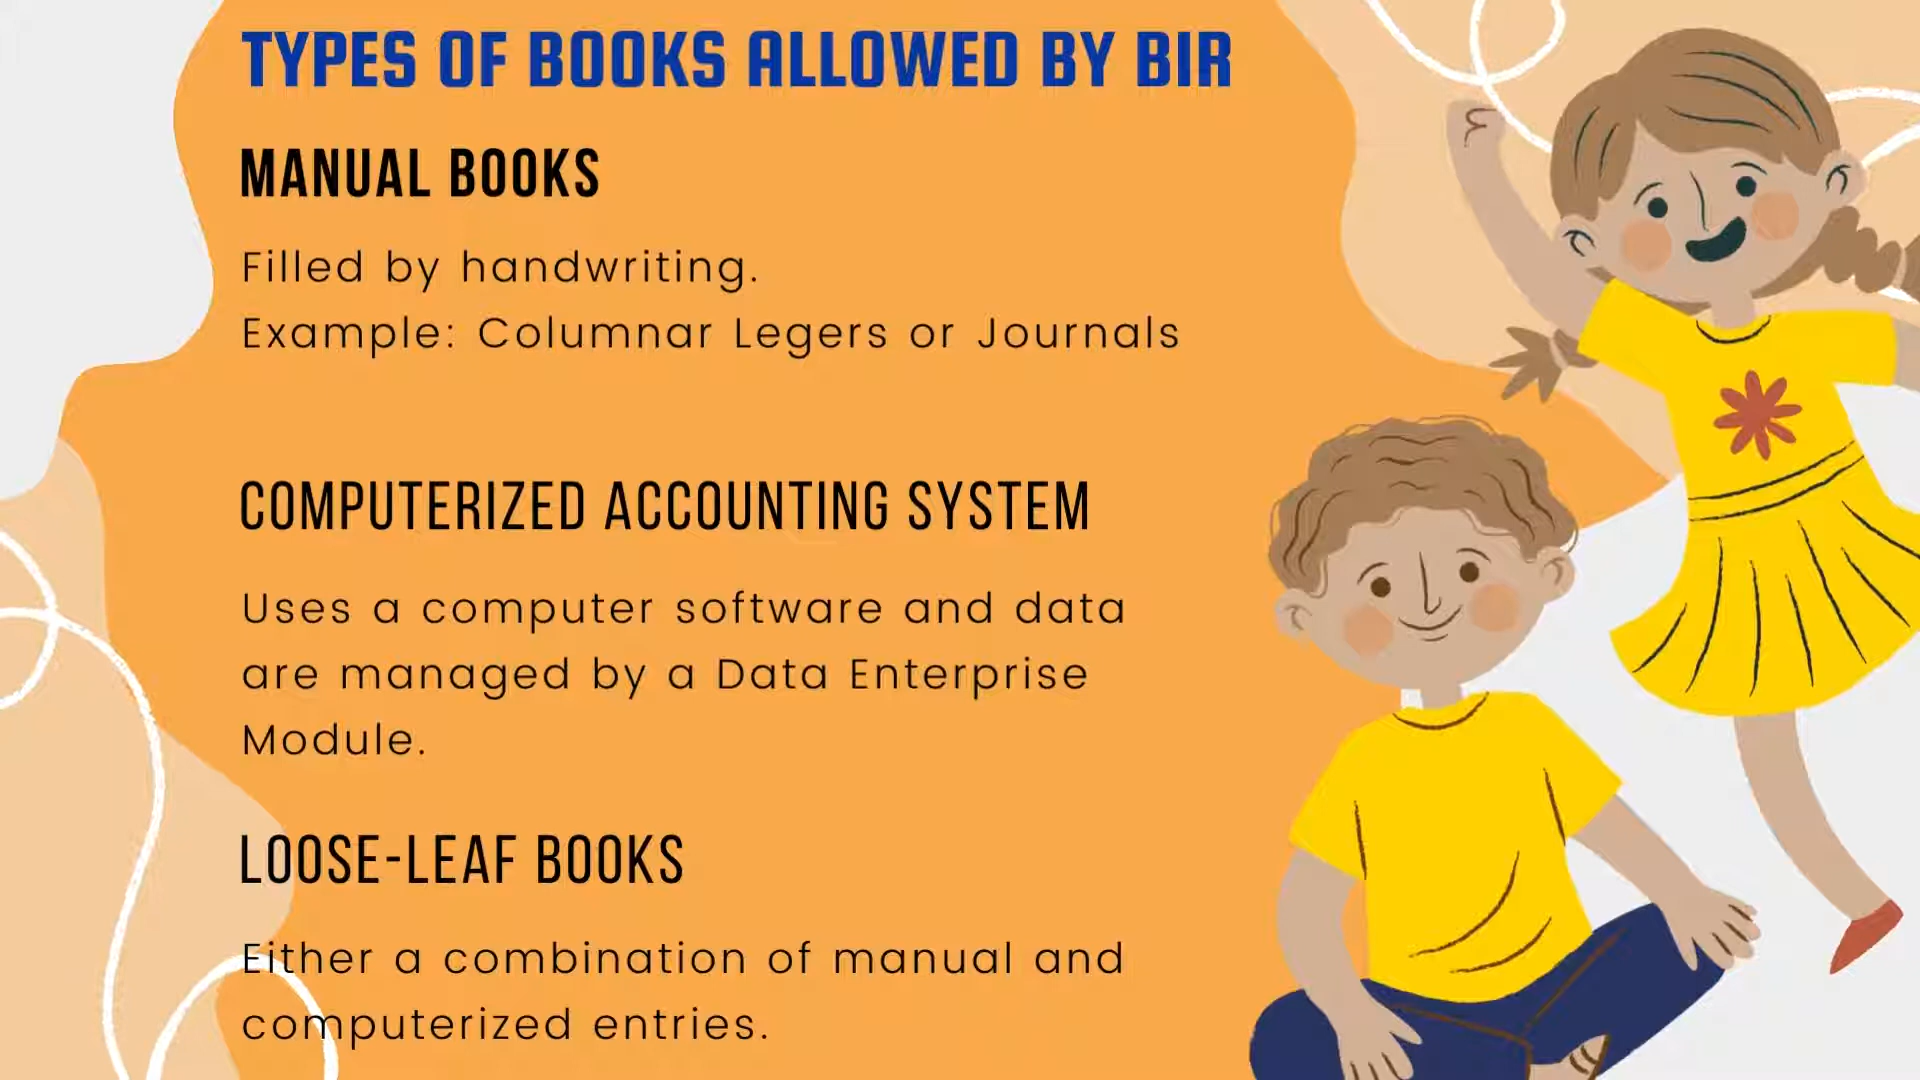 TYPES OF BOOKS ALLOWED BY BIR
MANUAL BOOKS
Filled by handwriting.
Example: Columnar Legers or Journals
COMPUTERIZED ACCOUNTING SYSTEM
Uses a computer software and data
are managed by a Data Enterprise
Module.
LOOSE-LEAF BOOKS
Either a combination of manual and
computerized entries.